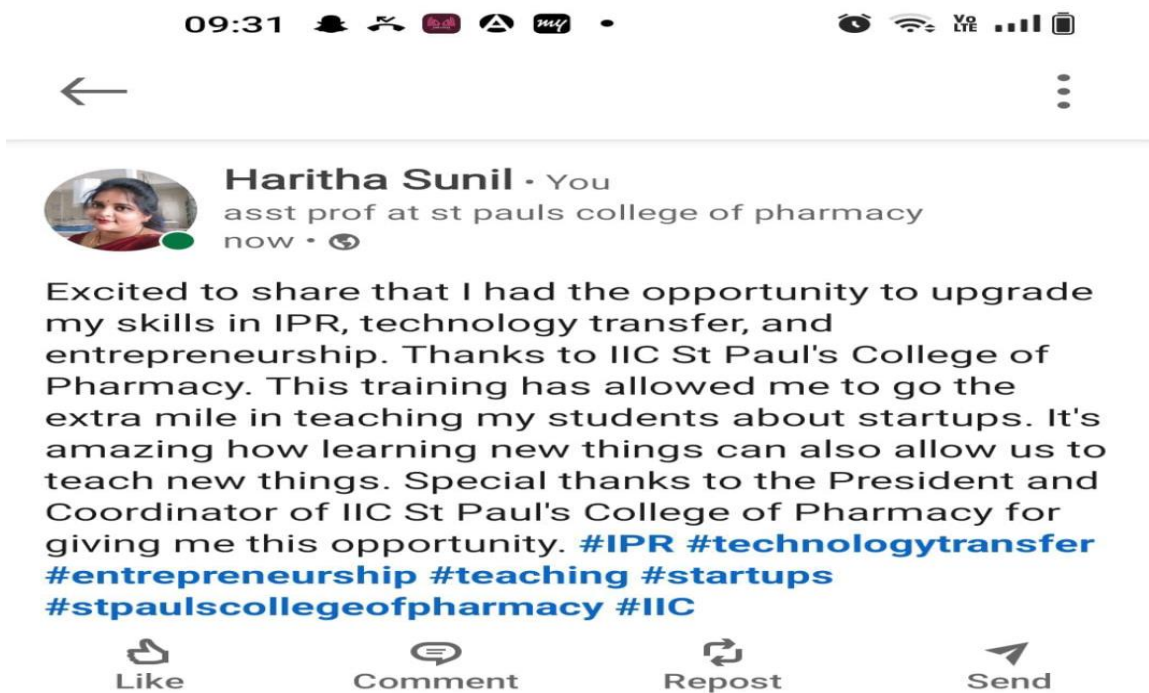 09:31 my Vo LTE
Haritha Sunil · You
asst prof at st pauls college of pharmacy
now •
Excited to share that I had the opportunity to upgrade
my skills in IPR, technology transfer, and
entrepreneurship. Thanks to IIC St Paul's College of
Pharmacy. This training has allowed me to go the
extra mile in teaching my students about startups. It's
amazing how learning new things can also allow us to
teach new things. Special thanks to the President and
Coordinator of IIC St Paul's College of Pharmacy for
giving me this opportunity. #IPR #technologytransfer
#entrepreneurship #teaching #startups
#stpaulscollegeofpharmacy #IIC
Like Comment Repost Send